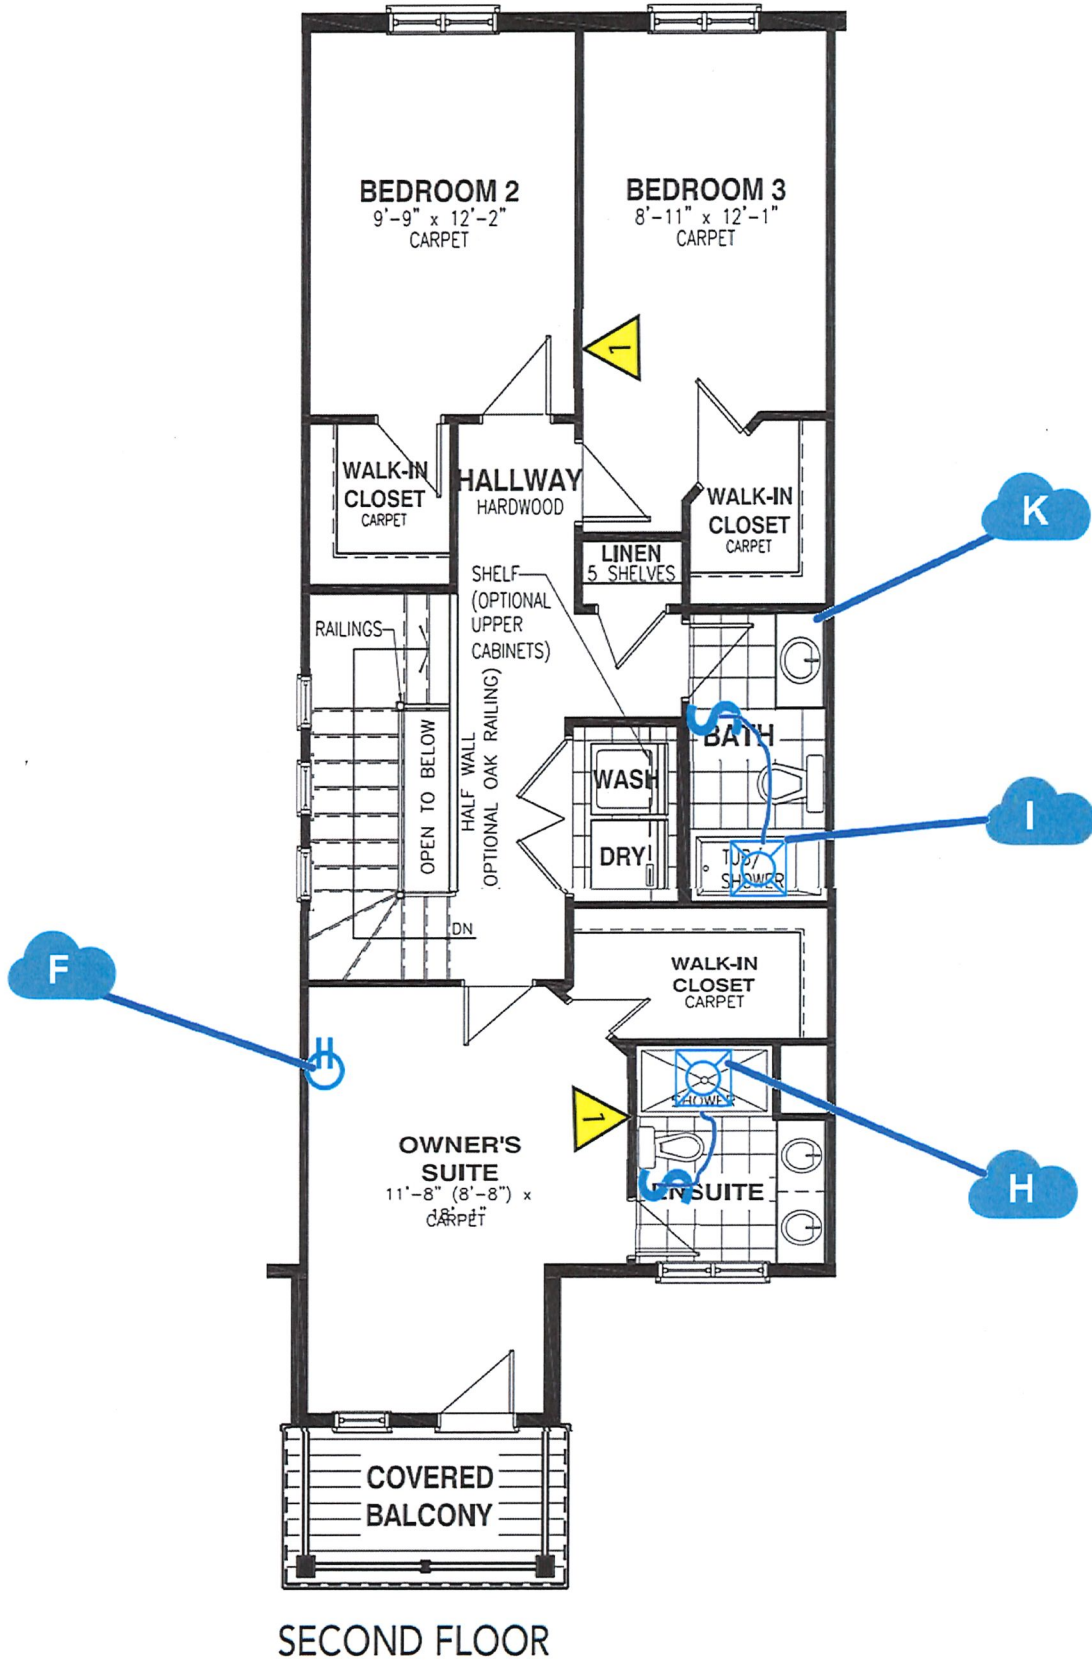 BEDROOM 2
9'-9" x 12'-2"
CARPET
BEDROOM 3
8'-11" x 12'-1"
CARPET
1
WALK-IN
CLOSET
CARPET
HALLWAY
HARDWOOD
WALK-IN
CLOSET
CARPET
K
LINEN
5 SHELVES
SHELF
(OPTIONAL
UPPER
CABINETS)
RAILINGS
OPEN TO BELOW
HALF WALL
(OPTIONAL OAK RAILING)
S
BATH
WASH
DRY
TUB/
SHOWER
I
DN
F
WALK-IN
CLOSET
CARPET
SHOWER
1
OWNER'S
SUITE
11'-8" (8'-8") x
18'-1"
CARPET
S
ENSUITE
H
COVERED
BALCONY
SECOND FLOOR